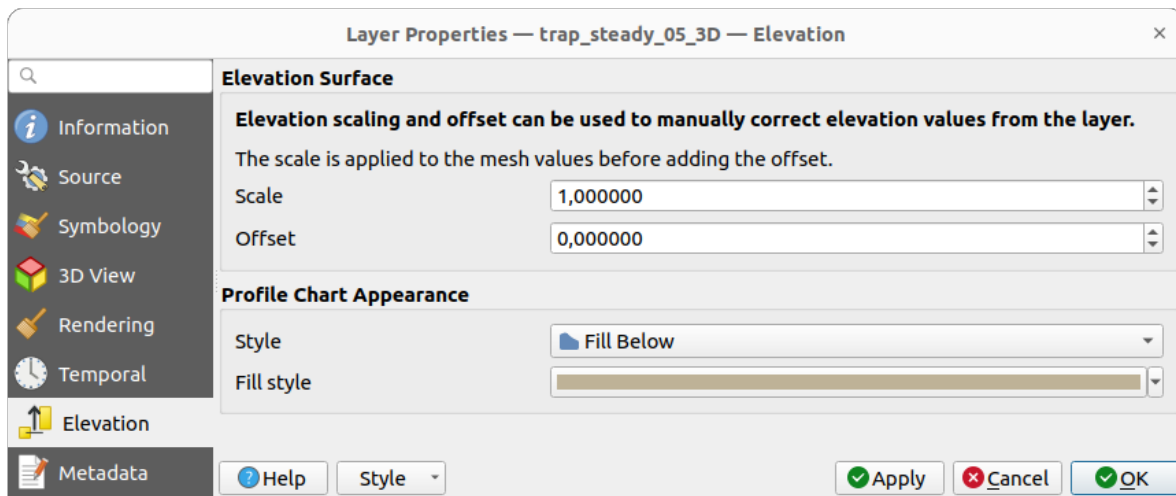 Layer Properties — trap_steady_05_3D — Elevation
Information
Source
Symbology
3D View
Rendering
Temporal
Elevation
Metadata
Elevation Surface
Elevation scaling and offset can be used to manually correct elevation values from the layer.
The scale is applied to the mesh values before adding the offset.
Scale 1,000000
Offset 0,000000
Profile Chart Appearance
Style Fill Below
Fill style
Help Style Apply Cancel OK